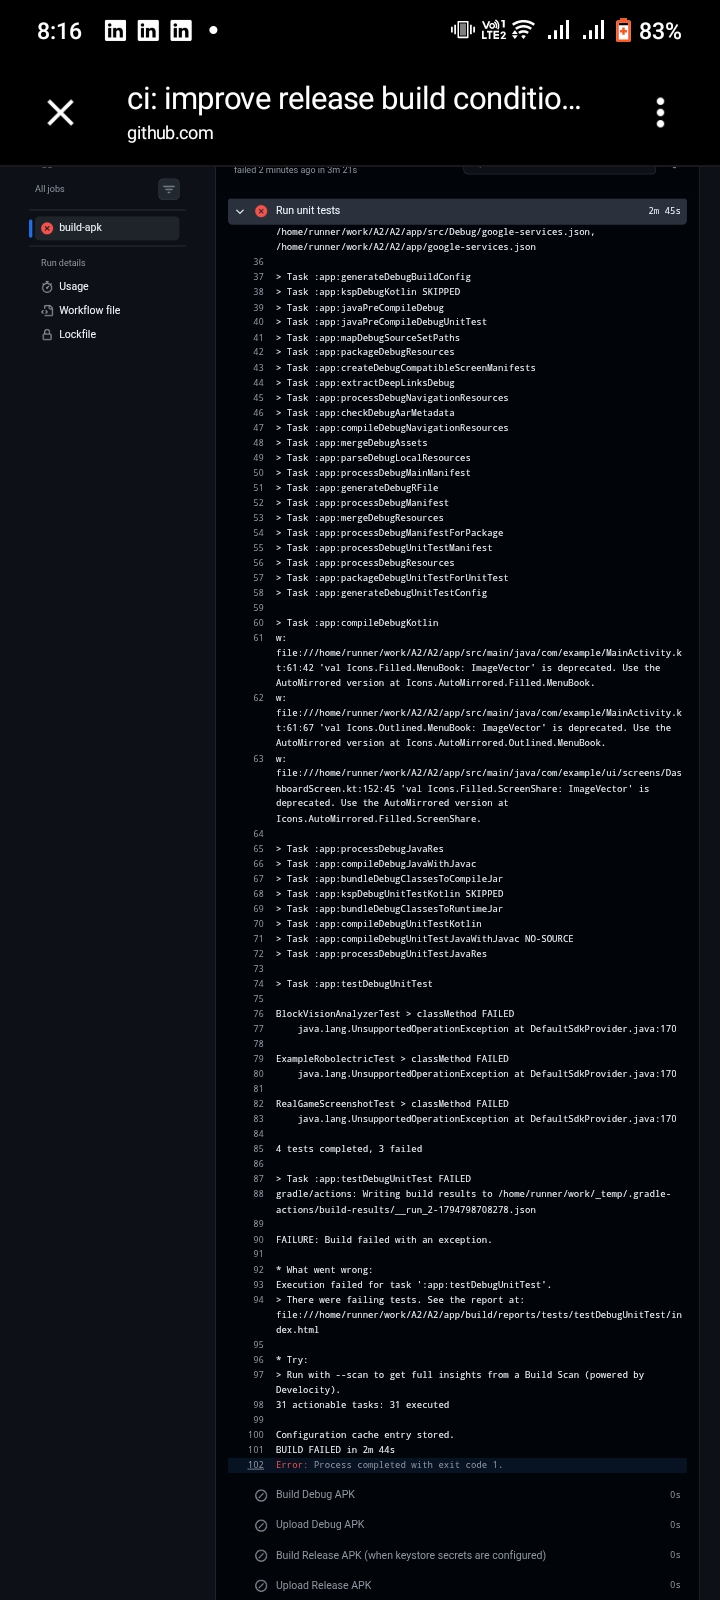 8:16
Vo) 1
LTE2
83%
ci: improve release build conditio...
github.com
failed 2 minutes ago in 3m 21s
All jobs
build-apk
Run details
Usage
Workflow file
Lockfile
Run unit tests 2m 45s
/home/runner/work/A2/A2/app/src/Debug/google-services.json,
/home/runner/work/A2/A2/app/google-services.json
36
37 > Task :app:generateDebugBuildConfig
38 > Task :app:kspDebugKotlin SKIPPED
39 > Task :app:javaPreCompileDebug
40 > Task :app:javaPreCompileDebugUnitTest
41 > Task :app:mapDebugSourceSetPaths
42 > Task :app:packageDebugResources
43 > Task :app:createDebugCompatibleScreenManifests
44 > Task :app:extractDeepLinksDebug
45 > Task :app:processDebugNavigationResources
46 > Task :app:checkDebugAarMetadata
47 > Task :app:compileDebugNavigationResources
48 > Task :app:mergeDebugAssets
49 > Task :app:parseDebugLocalResources
50 > Task :app:processDebugMainManifest
51 > Task :app:generateDebugRFile
52 > Task :app:processDebugManifest
53 > Task :app:mergeDebugResources
54 > Task :app:processDebugManifestForPackage
55 > Task :app:processDebugUnitTestManifest
56 > Task :app:processDebugResources
57 > Task :app:packageDebugUnitTestForUnitTest
58 > Task :app:generateDebugUnitTestConfig
59
60 > Task :app:compileDebugKotlin
61 w:
file:///home/runner/work/A2/A2/app/src/main/java/com/example/MainActivity.k
t:61:42 'val Icons.Filled.MenuBook: ImageVector' is deprecated. Use the
AutoMirrored version at Icons.AutoMirrored.Filled.MenuBook.
62 w:
file:///home/runner/work/A2/A2/app/src/main/java/com/example/MainActivity.k
t:61:67 'val Icons.Outlined.MenuBook: ImageVector' is deprecated. Use the
AutoMirrored version at Icons.AutoMirrored.Outlined.MenuBook.
63 w:
file:///home/runner/work/A2/A2/app/src/main/java/com/example/ui/screens/Das
hboardScreen.kt:152:45 'val Icons.Filled.ScreenShare: ImageVector' is
deprecated. Use the AutoMirrored version at
Icons.AutoMirrored.Filled.ScreenShare.
64
65 > Task :app:processDebugJavaRes
66 > Task :app:compileDebugJavaWithJavac
67 > Task :app:bundleDebugClassesToCompileJar
68 > Task :app:kspDebugUnitTestKotlin SKIPPED
69 > Task :app:bundleDebugClassesToRuntimeJar
70 > Task :app:compileDebugUnitTestKotlin
71 > Task :app:compileDebugUnitTestJavaWithJavac NO-SOURCE
72 > Task :app:processDebugUnitTestJavaRes
73
74 > Task :app:testDebugUnitTest
75
76 BlockVisionAnalyzerTest > classMethod FAILED
77 java.lang.UnsupportedOperationException at DefaultSdkProvider.java:170
78
79 ExampleRobolectricTest > classMethod FAILED
80 java.lang.UnsupportedOperationException at DefaultSdkProvider.java:170
81
82 RealGameScreenshotTest > classMethod FAILED
83 java.lang.UnsupportedOperationException at DefaultSdkProvider.java:170
84
85 4 tests completed, 3 failed
86
87 > Task :app:testDebugUnitTest FAILED
88 gradle/actions: Writing build results to /home/runner/work/_temp/.gradle-
actions/build-results/__run_2-1794798708278.json
89
90 FAILURE: Build failed with an exception.
91
92 * What went wrong:
93 Execution failed for task ':app:testDebugUnitTest'.
94 > There were failing tests. See the report at:
file:///home/runner/work/A2/A2/app/build/reports/tests/testDebugUnitTest/in
dex.html
95
96 * Try:
97 > Run with --scan to get full insights from a Build Scan (powered by
Develocity).
98 31 actionable tasks: 31 executed
99
100 Configuration cache entry stored.
101 BUILD FAILED in 2m 44s
102 Error: Process completed with exit code 1.
Build Debug APK 0s
Upload Debug APK 0s
Build Release APK (when keystore secrets are configured) 0s
Upload Release APK 0s